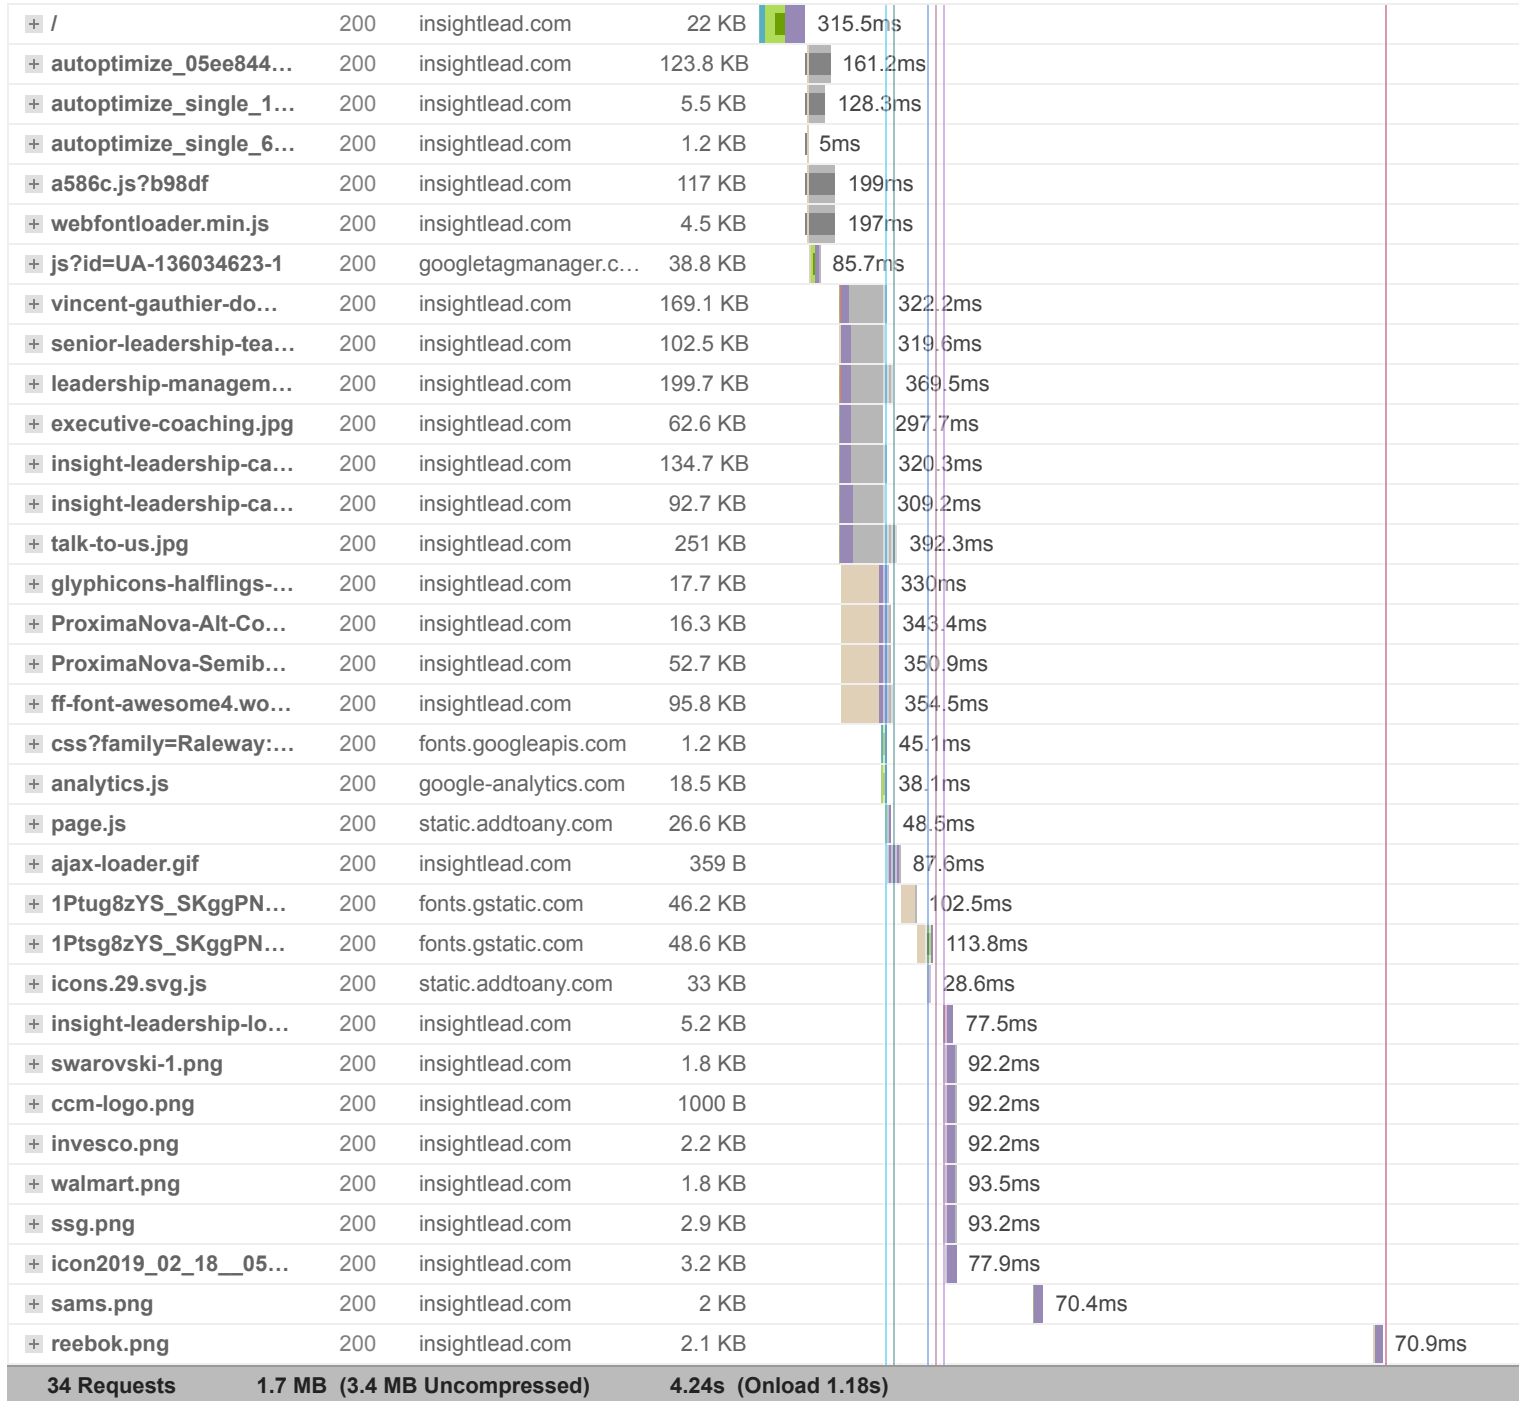 / 200 insightlead.com 22 KB 315.5ms
autoptimize_05ee844… 200 insightlead.com 123.8 KB 161.2ms
autoptimize_single_1… 200 insightlead.com 5.5 KB 128.3ms
autoptimize_single_6… 200 insightlead.com 1.2 KB 5ms
a586c.js?b98df 200 insightlead.com 117 KB 199ms
webfontloader.min.js 200 insightlead.com 4.5 KB 197ms
js?id=UA-136034623-1 200 googletagmanager.c… 38.8 KB 85.7ms
vincent-gauthier-do… 200 insightlead.com 169.1 KB 322.2ms
senior-leadership-tea… 200 insightlead.com 102.5 KB 319.6ms
leadership-managem… 200 insightlead.com 199.7 KB 369.5ms
executive-coaching.jpg 200 insightlead.com 62.6 KB 297.7ms
insight-leadership-ca… 200 insightlead.com 134.7 KB 320.3ms
insight-leadership-ca… 200 insightlead.com 92.7 KB 309.2ms
talk-to-us.jpg 200 insightlead.com 251 KB 392.3ms
glyphicons-halflings-… 200 insightlead.com 17.7 KB 330ms
ProximaNova-Alt-Co… 200 insightlead.com 16.3 KB 343.4ms
ProximaNova-Semib… 200 insightlead.com 52.7 KB 350.9ms
ff-font-awesome4.wo… 200 insightlead.com 95.8 KB 354.5ms
css?family=Raleway:… 200 fonts.googleapis.com 1.2 KB 45.1ms
analytics.js 200 google-analytics.com 18.5 KB 38.1ms
page.js 200 static.addtoany.com 26.6 KB 48.5ms
ajax-loader.gif 200 insightlead.com 359 B 87.6ms
1Ptug8zYS_SKggPN… 200 fonts.gstatic.com 46.2 KB 102.5ms
1Ptsg8zYS_SKggPN… 200 fonts.gstatic.com 48.6 KB 113.8ms
icons.29.svg.js 200 static.addtoany.com 33 KB 28.6ms
insight-leadership-lo… 200 insightlead.com 5.2 KB 77.5ms
swarovski-1.png 200 insightlead.com 1.8 KB 92.2ms
ccm-logo.png 200 insightlead.com 1000 B 92.2ms
invesco.png 200 insightlead.com 2.2 KB 92.2ms
walmart.png 200 insightlead.com 1.8 KB 93.5ms
ssg.png 200 insightlead.com 2.9 KB 93.2ms
icon2019_02_18__05… 200 insightlead.com 3.2 KB 77.9ms
sams.png 200 insightlead.com 2 KB 70.4ms
reebok.png 200 insightlead.com 2.1 KB 70.9ms
34 Requests 1.7 MB (3.4 MB Uncompressed) 4.24s (Onload 1.18s)